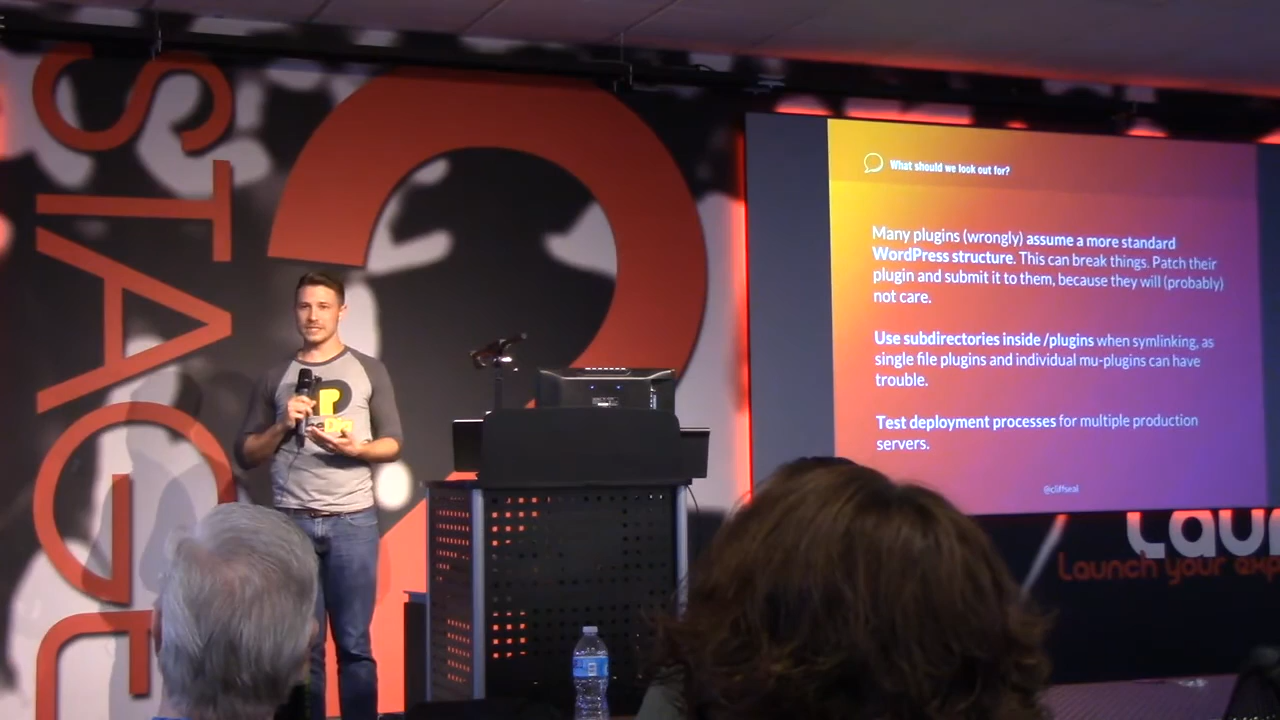 STAGE
What should we look out for?
Many plugins (wrongly) assume a more standard
WordPress structure. This can break things. Patch their
plugin and submit it to them, because they will (probably)
not care.
Use subdirectories inside /plugins when symlinking, as
single file plugins and individual mu-plugins can have
trouble.
Test deployment processes for multiple production
servers.
@cliffseal
Launch your